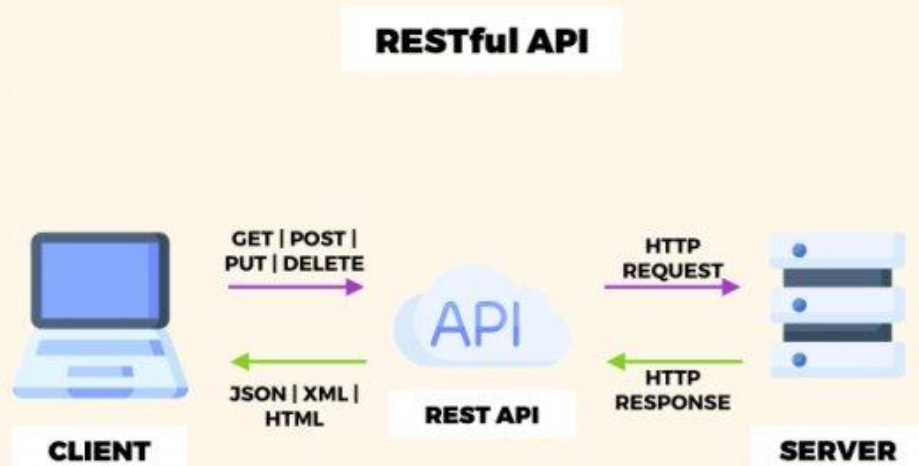 RESTful API
GET | POST |
PUT | DELETE
HTTP
REQUEST
API
JSON | XML |
HTML
HTTP
RESPONSE
REST API
CLIENT
SERVER